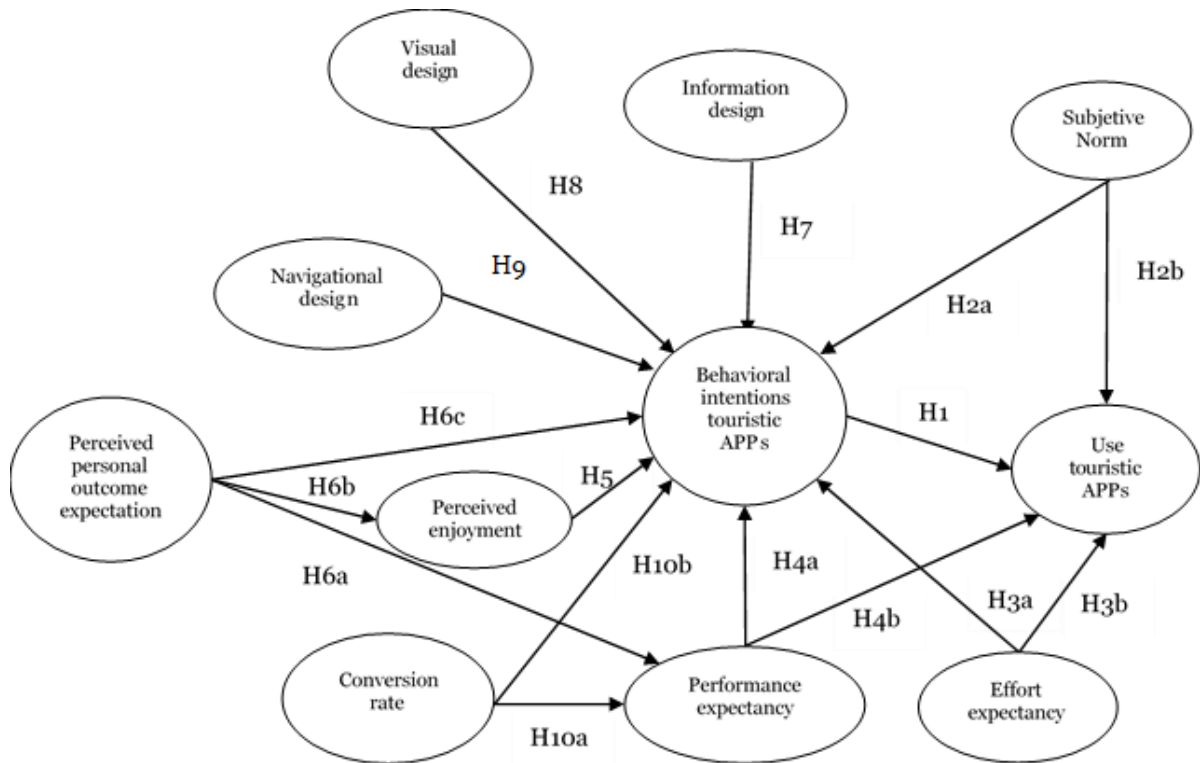 Visual
design
Information
design
Subjetive
Norm
H8
H7
H9
H2b
Navigational
design
H2a
Behavioral
intentions
touristic
APPs
H6c
H1
Perceived
personal
outcome
expectation
H5
Use
touristic
APPs
H6b
Perceived
enjoyment
H10b
H4a
H6a
H3a
H3b
H4b
Conversion
rate
Performance
expectancy
Effort
expectancy
H10a